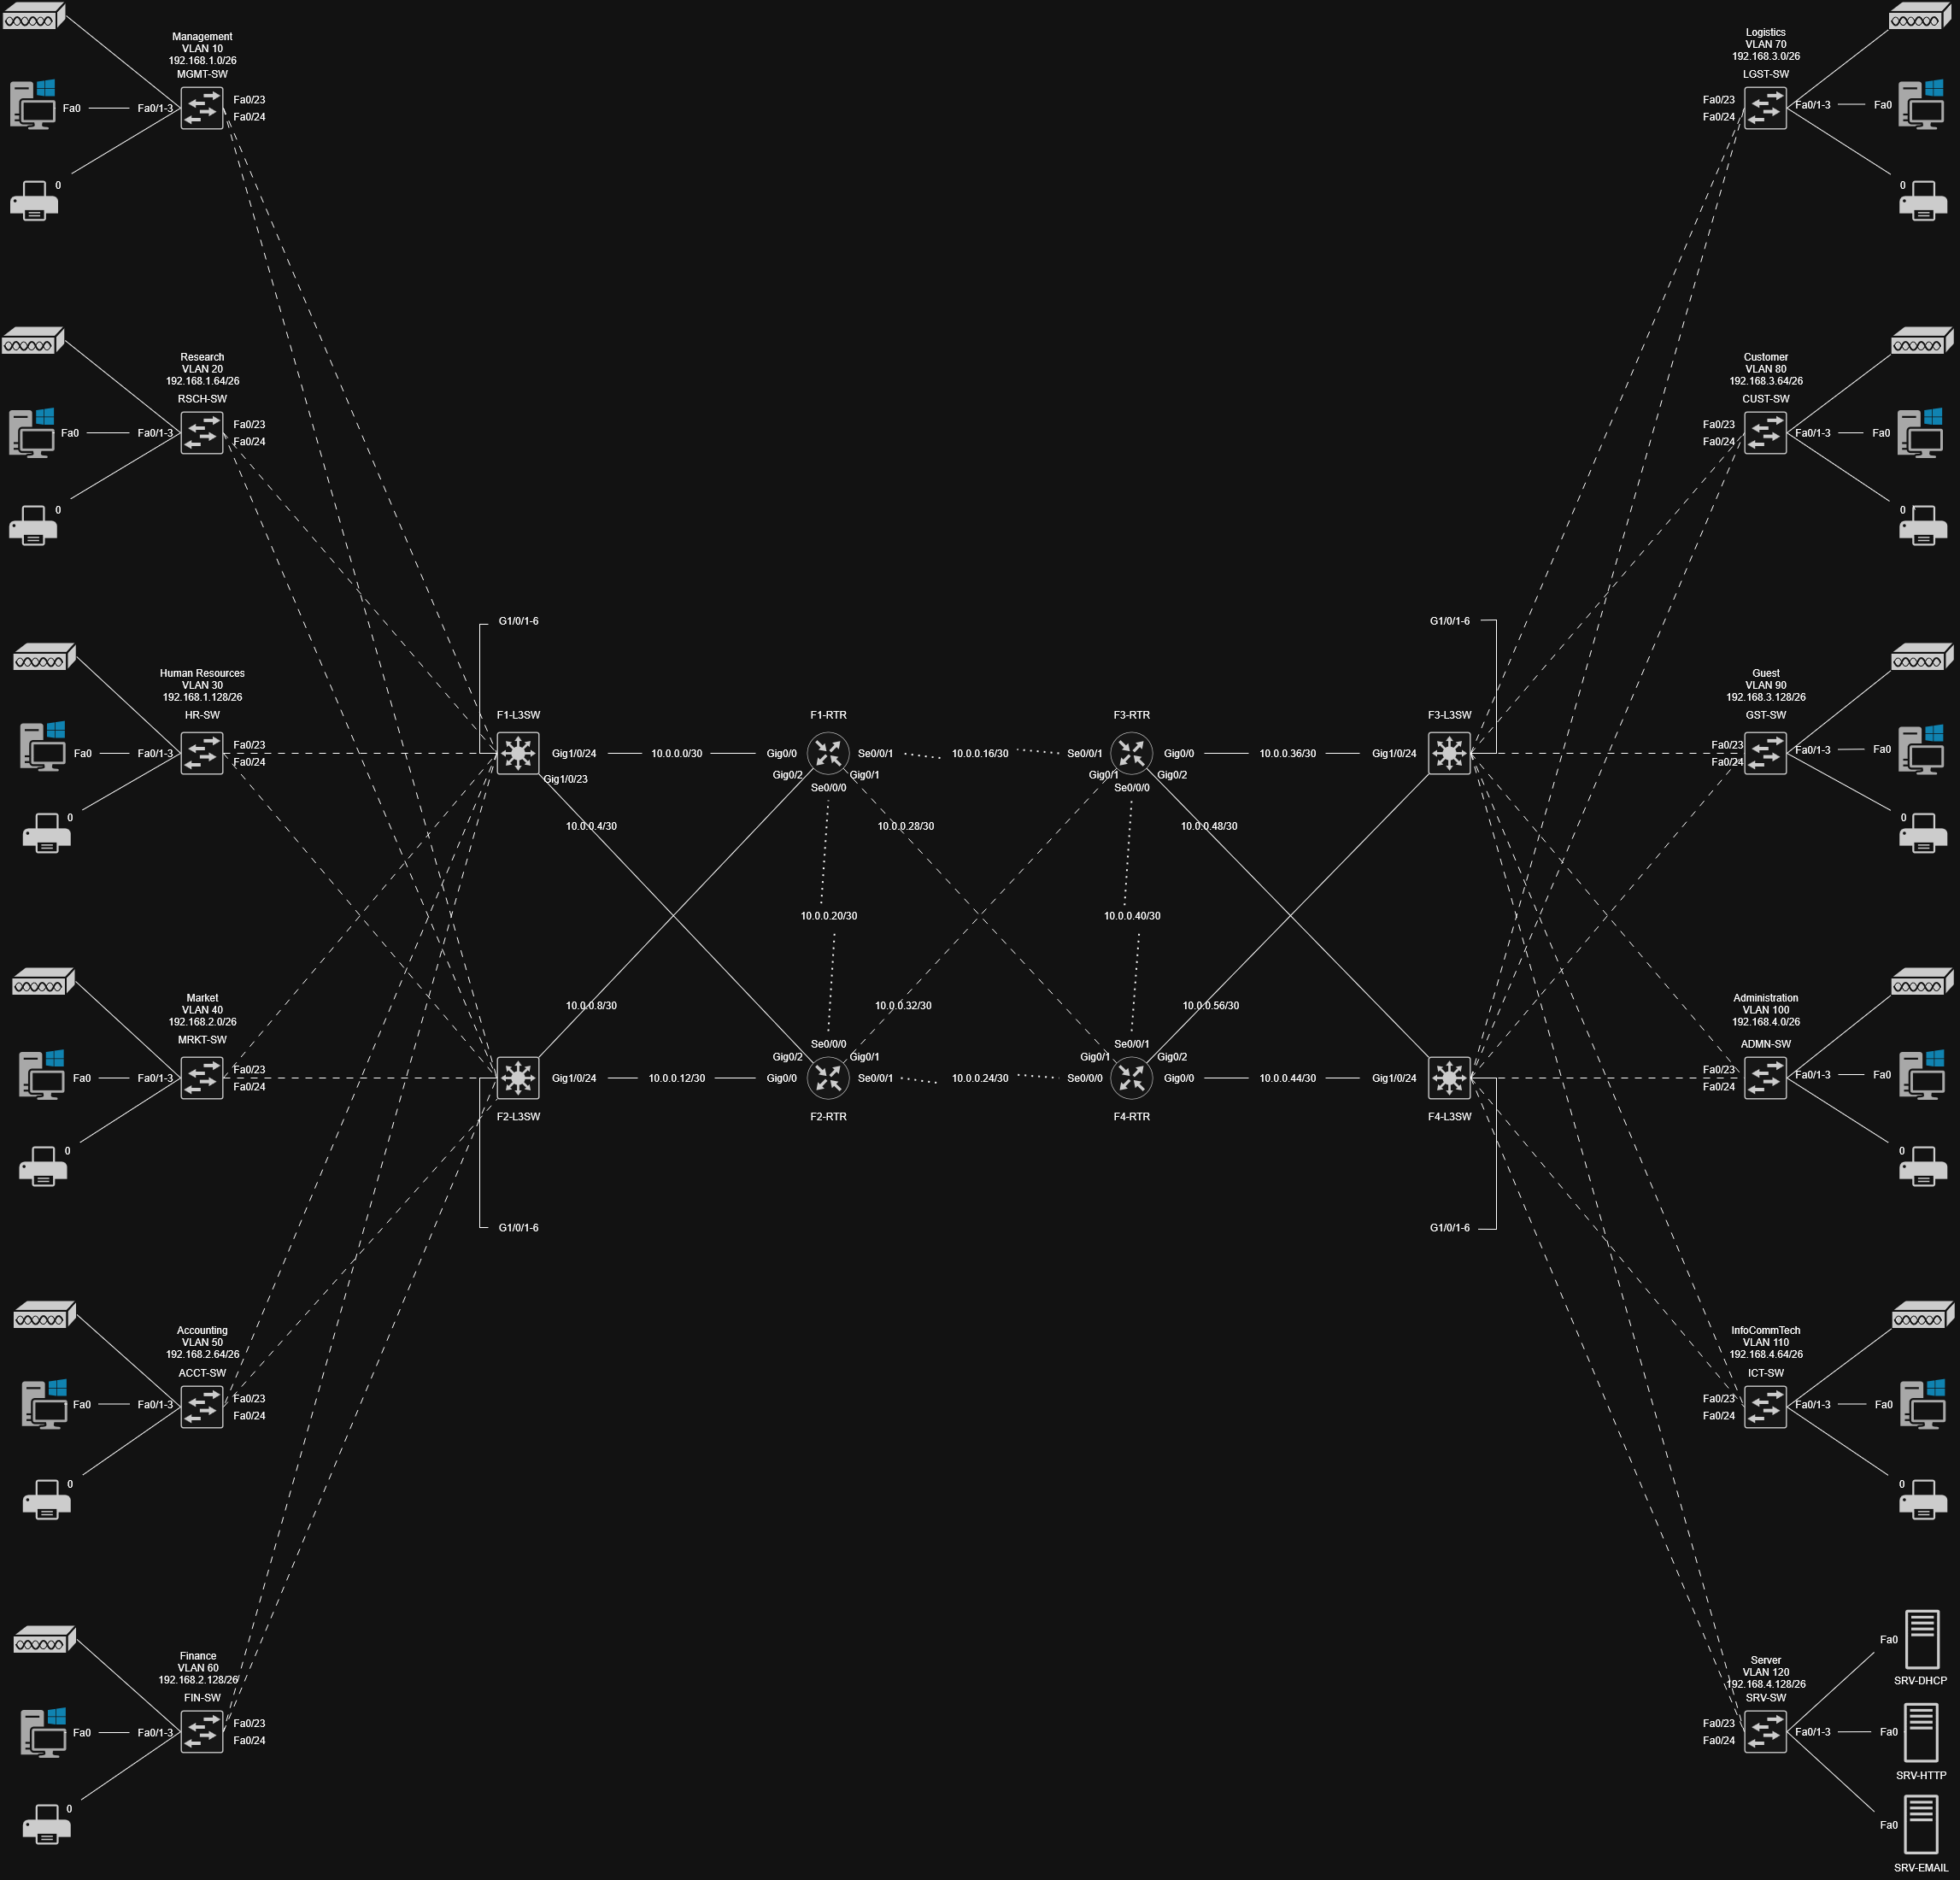 Management
VLAN 10
192.168.1.0/26
MGMT-SW
Fa0
Fa0/1-3
Fa0/23
Fa0/24
0
Logistics
VLAN 70
192.168.3.0/26
LGST-SW
Fa0/23
Fa0/24
Fa0/1-3
Fa0
0
Research
VLAN 20
192.168.1.64/26
RSCH-SW
Fa0
Fa0/1-3
Fa0/23
Fa0/24
0
Customer
VLAN 80
192.168.3.64/26
CUST-SW
Fa0/23
Fa0/24
Fa0/1-3
Fa0
0
Human Resources
VLAN 30
192.168.1.128/26
HR-SW
Fa0
Fa0/1-3
Fa0/23
Fa0/24
0
G1/0/1-6
F1-L3SW
Gig1/0/24
Gig1/0/23
10.0.0.0/30
F1-RTR
Gig0/0
Gig0/2
Se0/0/1
Gig0/1
Se0/0/0
10.0.0.16/30
F3-RTR
Se0/0/1
Gig0/1
Gig0/0
Gig0/2
Se0/0/0
10.0.0.36/30
G1/0/1-6
F3-L3SW
Gig1/0/24
Guest
VLAN 90
192.168.3.128/26
GST-SW
Fa0/23
Fa0/24
Fa0/1-3
Fa0
0
10.0.0.4/30
10.0.0.28/30
10.0.0.48/30
10.0.0.20/30
10.0.0.40/30
10.0.0.8/30
10.0.0.32/30
10.0.0.56/30
Market
VLAN 40
192.168.2.0/26
MRKT-SW
Fa0
Fa0/1-3
Fa0/23
Fa0/24
0
Gig1/0/24
F2-L3SW
G1/0/1-6
10.0.0.12/30
Se0/0/0
Gig0/2
Gig0/1
Gig0/0
Se0/0/1
F2-RTR
10.0.0.24/30
Se0/0/1
Gig0/1
Gig0/2
Se0/0/0
Gig0/0
F4-RTR
10.0.0.44/30
Gig1/0/24
F4-L3SW
G1/0/1-6
Administration
VLAN 100
192.168.4.0/26
ADMN-SW
Fa0/23
Fa0/24
Fa0/1-3
Fa0
0
Accounting
VLAN 50
192.168.2.64/26
ACCT-SW
Fa0
Fa0/1-3
Fa0/23
Fa0/24
0
InfoCommTech
VLAN 110
192.168.4.64/26
ICT-SW
Fa0/23
Fa0/24
Fa0/1-3
Fa0
0
Finance
VLAN 60
192.168.2.128/26
FIN-SW
Fa0
Fa0/1-3
Fa0/23
Fa0/24
0
Server
VLAN 120
192.168.4.128/26
SRV-SW
Fa0/23
Fa0/24
Fa0/1-3
Fa0
SRV-DHCP
Fa0
SRV-HTTP
Fa0
SRV-EMAIL